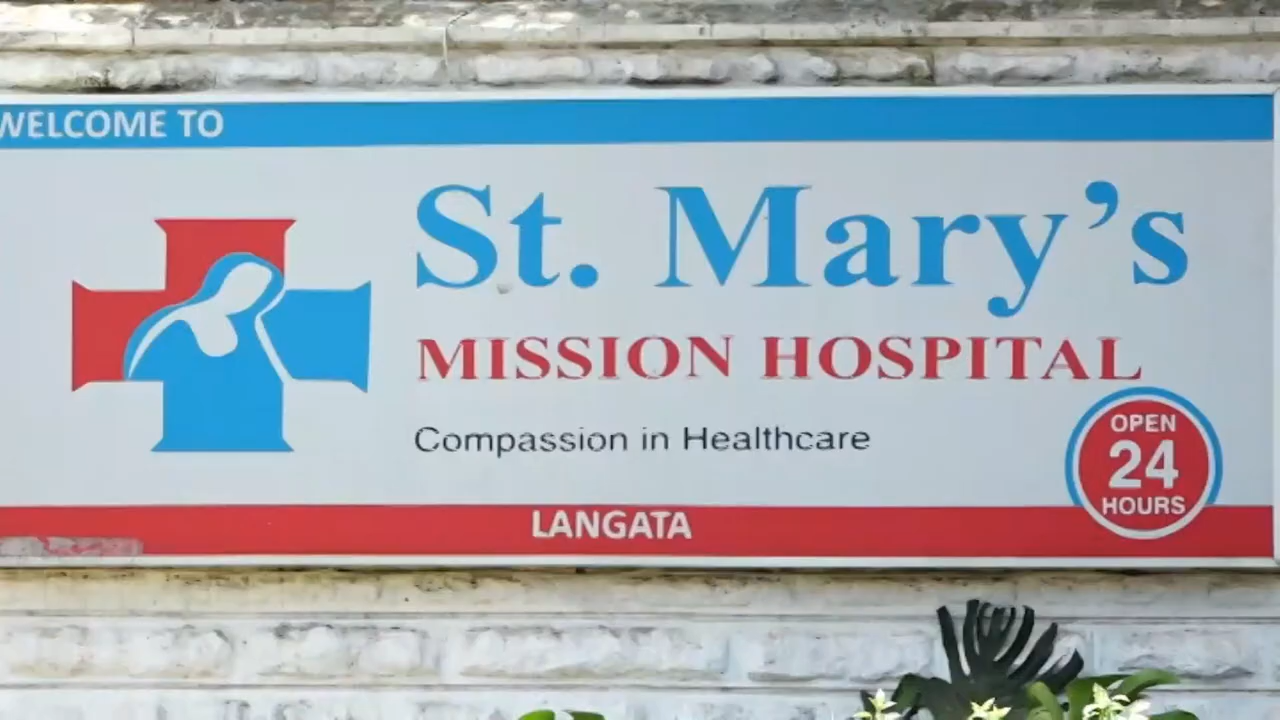 WELCOME TO
St. Mary's
MISSION HOSPITAL
Compassion in Healthcare
OPEN
24
HOURS
LANGATA